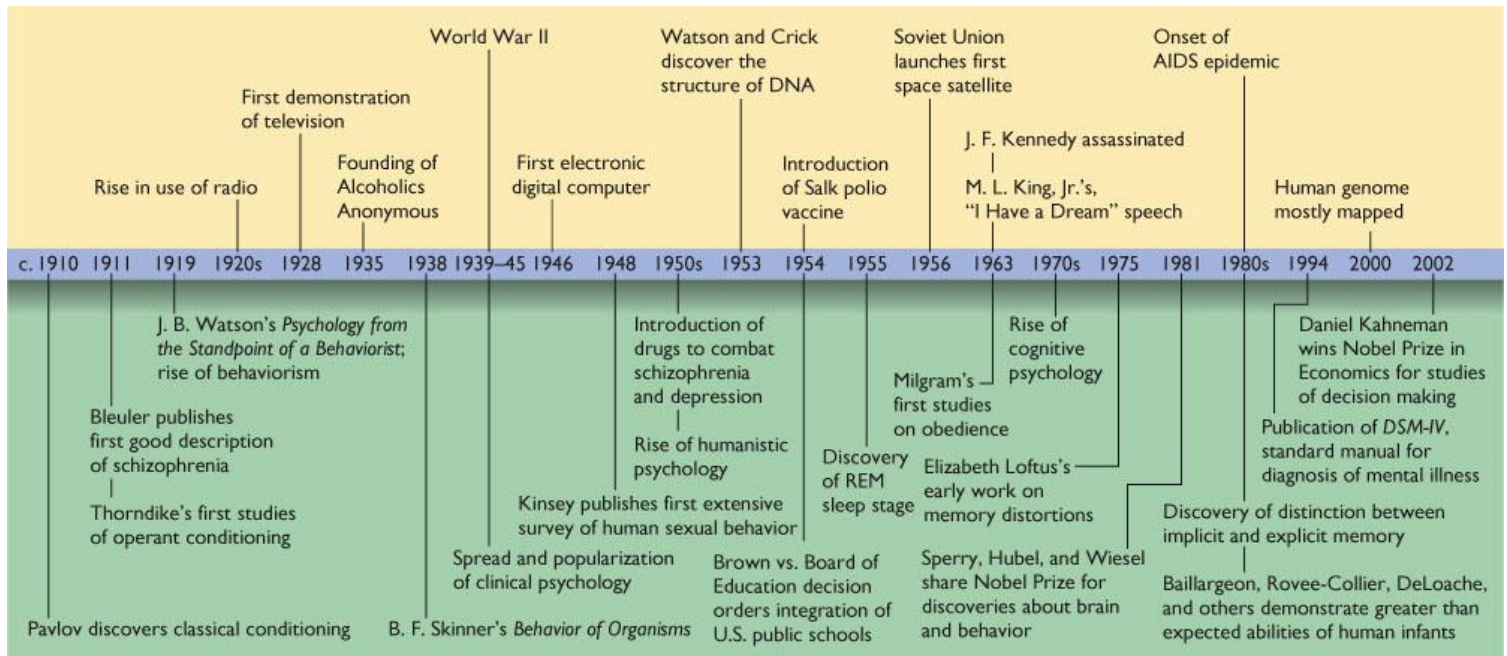 World War II
Watson and Crick
discover the
structure of DNA
Soviet Union
launches first
space satellite
Onset of
AIDS epidemic
First demonstration
of television
J. F. Kennedy assassinated
Rise in use of radio
Founding of
Alcoholics
Anonymous
First electronic
digital computer
Introduction
of Salk polio
vaccine
M. L. King, Jr.'s,
“I Have a Dream” speech
Human genome
mostly mapped
c. 1910 1911 1919 1920s 1928 1935 1938 1939–45 1946 1948 1950s 1953 1954 1955 1956 1963 1970s 1975 1981 1980s 1994 2000 2002
J. B. Watson's Psychology from
the Standpoint of a Behaviorist;
rise of behaviorism
Introduction of
drugs to combat
schizophrenia
and depression
Rise of
cognitive
psychology
Daniel Kahneman
wins Nobel Prize in
Economics for studies
of decision making
Milgram's
first studies
on obedience
Bleuler publishes
first good description
of schizophrenia
Publication of DSM-IV,
standard manual for
diagnosis of mental illness
Rise of humanistic
psychology
Discovery
of REM
sleep stage
Elizabeth Loftus's
early work on
memory distortions
Kinsey publishes first extensive
survey of human sexual behavior
Thorndike's first studies
of operant conditioning
Discovery of distinction between
implicit and explicit memory
Spread and popularization
of clinical psychology
Brown vs. Board of
Education decision
orders integration of
U.S. public schools
Sperry, Hubel, and Wiesel
share Nobel Prize for
discoveries about brain
and behavior
Baillargeon, Rovee-Collier, DeLoache,
and others demonstrate greater than
expected abilities of human infants
Pavlov discovers classical conditioning
B. F. Skinner's Behavior of Organisms